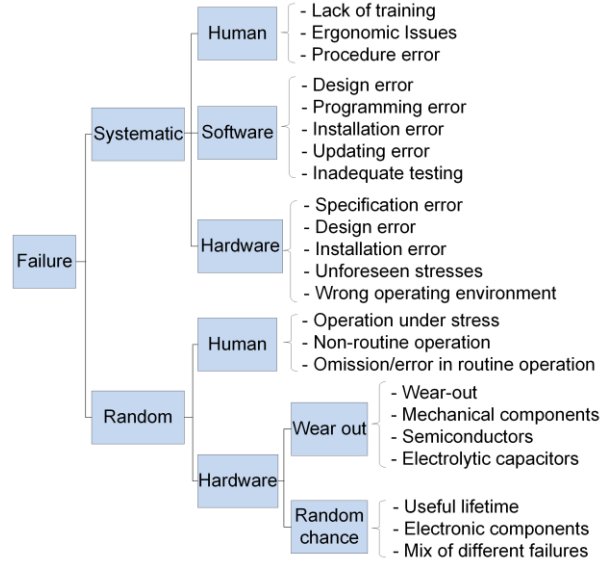 Failure
Systematic
Human
- Lack of training
- Ergonomic Issues
- Procedure error
Software
- Design error
- Programming error
- Installation error
- Updating error
- Inadequate testing
Hardware
- Specification error
- Design error
- Installation error
- Unforeseen stresses
- Wrong operating environment
Random
Human
- Operation under stress
- Non-routine operation
- Omission/error in routine operation
Hardware
Wear out
- Wear-out
- Mechanical components
- Semiconductors
- Electrolytic capacitors
Random
chance
- Useful lifetime
- Electronic components
- Mix of different failures